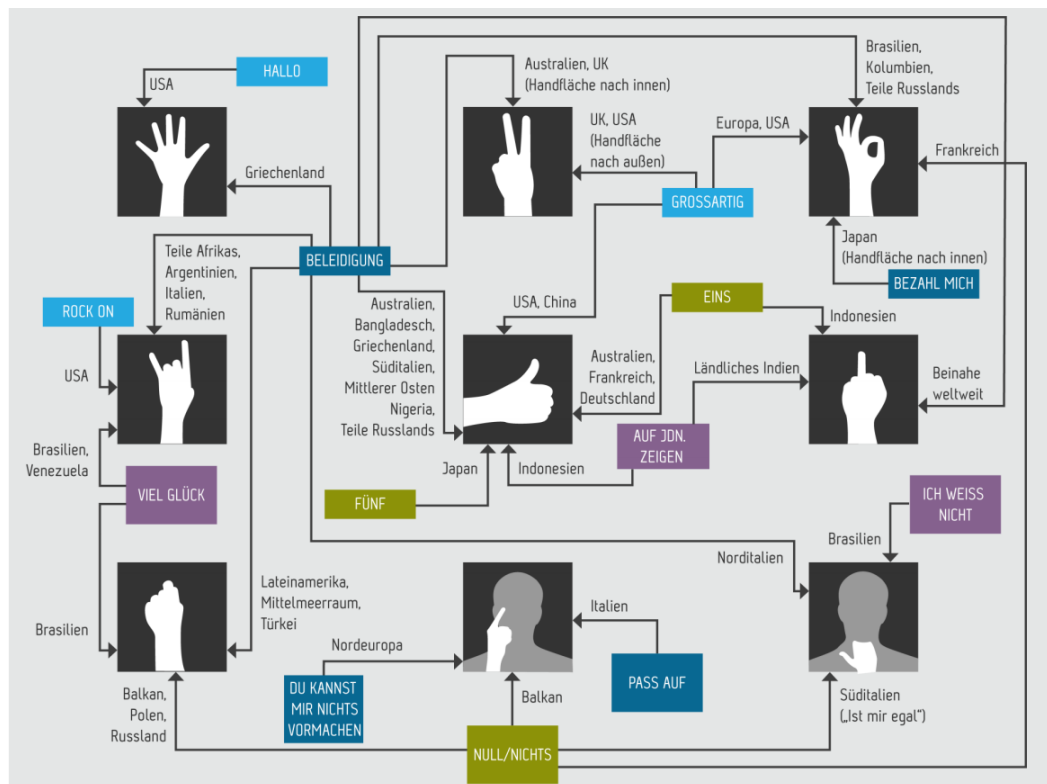 USA
HALLO
Australien, UK
(Handfläche nach innen)
Brasilien,
Kolumbien,
Teile Russlands
UK, USA
(Handfläche
nach außen)
Europa, USA
Frankreich
Griechenland
GROSSARTIG
BELEIDIGUNG
Japan
(Handfläche nach innen)
BEZAHL MICH
Teile Afrikas,
Argentinien,
Italien,
Rumänien
ROCK ON
USA
Australien,
Bangladesch,
Griechenland,
Süditalien,
Mittlerer Osten
Nigeria,
Teile Russlands
USA, China
EINS
Indonesien
Australien,
Frankreich,
Deutschland
Ländliches Indien
Beinahe
weltweit
AUF JDN.
ZEIGEN
Brasilien,
Venezuela
VIEL GLÜCK
Japan
Indonesien
FÜNF
ICH WEISS
NICHT
Brasilien
Norditalien
Lateinamerika,
Mittelmeerraum,
Türkei
Brasilien
Nordeuropa
Italien
DU KANNST
MIR NICHTS
VORMACHEN
PASS AUF
Balkan,
Polen,
Russland
Balkan
Süditalien
(„Ist mir egal“)
NULL/NICHTS